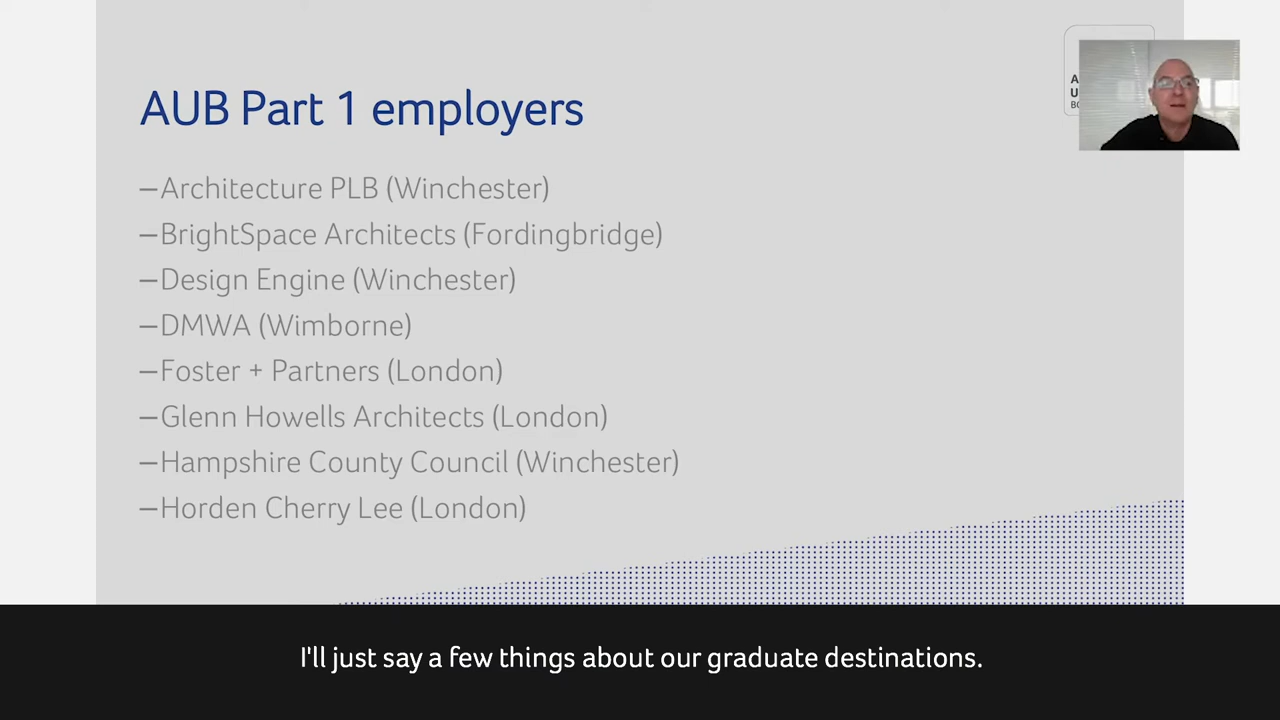 AUB Part 1 employers
A
U
BO
–Architecture PLB (Winchester)
–BrightSpace Architects (Fordingbridge)
–Design Engine (Winchester)
–DMWA (Wimborne)
–Foster + Partners (London)
–Glenn Howells Architects (London)
–Hampshire County Council (Winchester)
–Horden Cherry Lee (London)
I'll just say a few things about our graduate destinations.